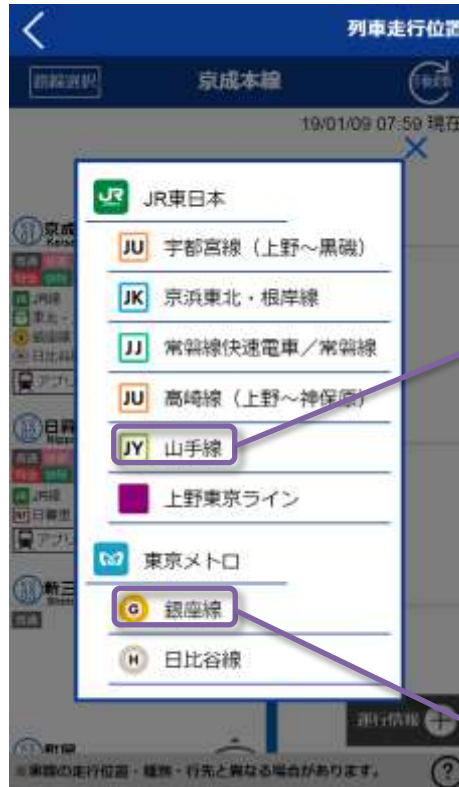 列車走行位置
路線選択
京成本線
19/01/09 07:59 現在
JR JR東日本
JU 宇都宮線（上野～黒磯）
JK 京浜東北・根岸線
JJ 常磐線快速電車／常磐線
JU 高崎線（上野～神保原）
JY 山手線
上野東京ライン
東京メトロ
G 銀座線
H 日比谷線
運行情報
※実際の走行位置・種別・行先と異なる場合があります。
?